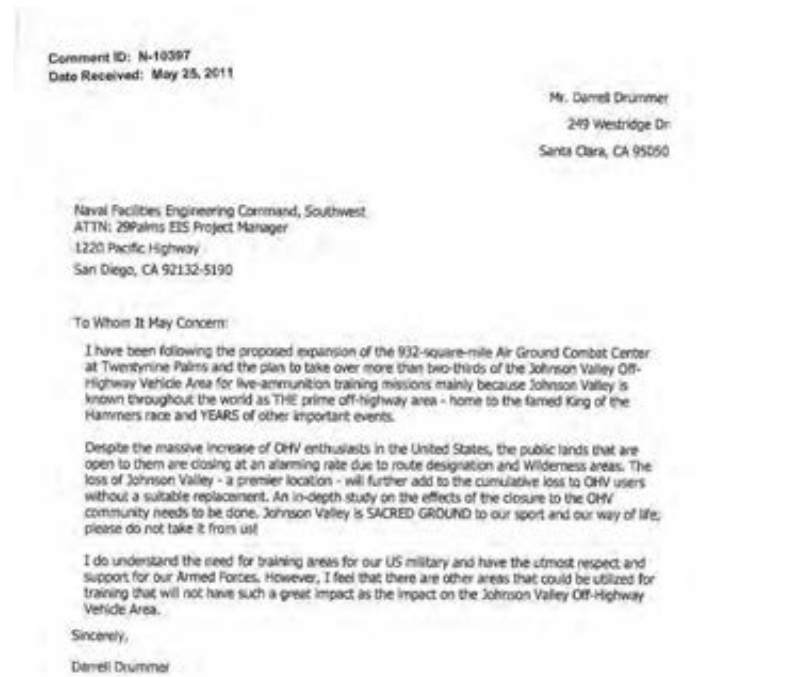 Comment ID: N-10397
Date Received: May 25, 2011
Mr. Darrell Drummer
249 Westridge Dr
Santa Clara, CA 95050
Naval Facilities Engineering Command, Southwest
ATTN: 29Palms EIS Project Manager
1220 Pacific Highway
San Diego, CA 92132-5190
To Whom It May Concern:
I have been following the proposed expansion of the 932-square-mile Air Ground Combat Center
at Twentynine Palms and the plan to take over more than two-thirds of the Johnson Valley Off-
Highway Vehicle Area for live-ammunition training missions mainly because Johnson Valley is
known throughout the world as THE prime off-highway area - home to the famed King of the
Hammers race and YEARS of other important events.
Despite the massive increase of OHV enthusiasts in the United States, the public lands that are
open to them are closing at an alarming rate due to route designation and Wilderness areas. The
loss of Johnson Valley - a premier location - will further add to the cumulative loss to OHV users
without a suitable replacement. An in-depth study on the effects of the closure to the OHV
community needs to be done. Johnson Valley is SACRED GROUND to our sport and our way of life;
please do not take it from us!
I do understand the need for training areas for our US military and have the utmost respect and
support for our Armed Forces. However, I feel that there are other areas that could be utilized for
training that will not have such a great impact as the impact on the Johnson Valley Off-Highway
Vehicle Area.
Sincerely,
Darrell Drummer